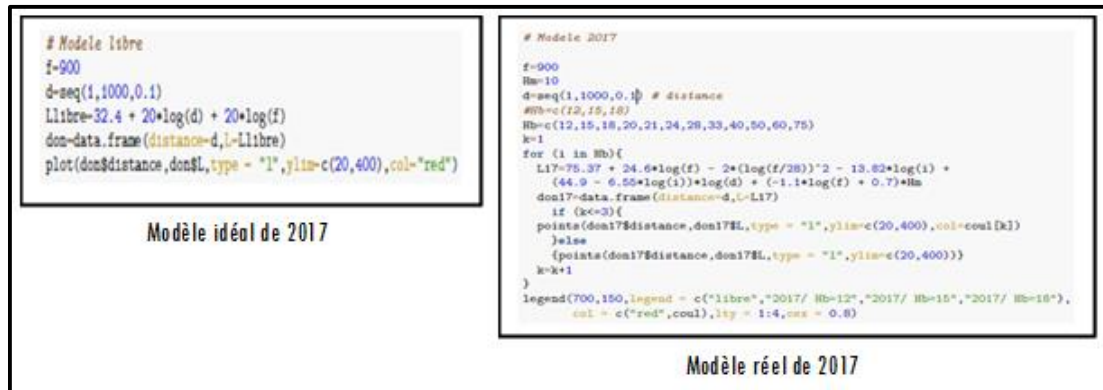 # Modele libre
f=900
d=seq(1,1000,0.1)
Llibre=32.4 + 20*log(d) + 20*log(f)
don=data.frame(distance=d,L=Llibre)
plot(don$distance,don$L,type = "l",ylim=c(20,400),col="red")
Modèle idéal de 2017
# Modele 2017
f=900
Hm=10
d=seq(1,1000,0.1) # distance
#Hb=c(12,15,18)
Hb=c(12,15,18,20,21,24,28,33,40,50,60,75)
k=1
for (i in Hb){
L17=75.37 + 24.6*log(f) - 2*(log(f/28))^2 - 13.82*log(i) +
(44.9 - 6.55*log(i))*log(d) + (-1.1*log(f) + 0.7)*Hm
don17=data.frame(distance=d,L=L17)
if (k<=3){
points(don17$distance,don17$L,type = "l",ylim=c(20,400),col=coul[k])
}else
{points(don17$distance,don17$L,type = "l",ylim=c(20,400))}
k=k+1
}
legend(700,150,legend = c("libre","2017/ Hb=12","2017/ Hb=15","2017/ Hb=18"),
col = c("red",coul),lty = 1:4,cex = 0.8)
Modèle réel de 2017